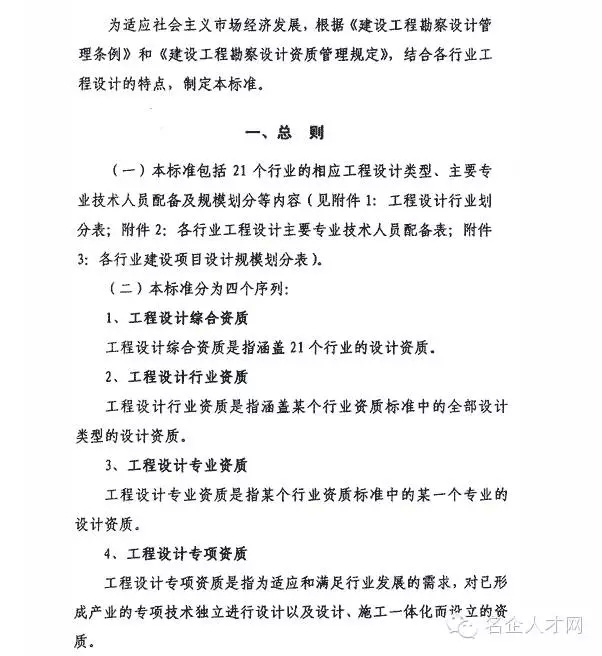 为适应社会主义市场经济发展，根据《建设工程勘察设计管
理条例》和《建设工程勘察设计资质管理规定》，结合各行业工
程设计的特点，制定本标准。
一、总 则
（一）本标准包括 21 个行业的相应工程设计类型、主要专
业技术人员配备及规模划分等内容（见附件 1：工程设计行业划
分表；附件 2：各行业工程设计主要专业技术人员配备表；附件
3：各行业建设项目设计规模划分表）。
（二）本标准分为四个序列：
1、工程设计综合资质
工程设计综合资质是指涵盖 21 个行业的设计资质。
2、工程设计行业资质
工程设计行业资质是指涵盖某个行业资质标准中的全部设计
类型的设计资质。
3、工程设计专业资质
工程设计专业资质是指某个行业资质标准中的某一个专业的
设计资质。
4、工程设计专项资质
工程设计专项资质是指为适应和满足行业发展的需求，对已形
成产业的专项技术独立进行设计以及设计、施工一体化而设立的资
质。
名企人才网